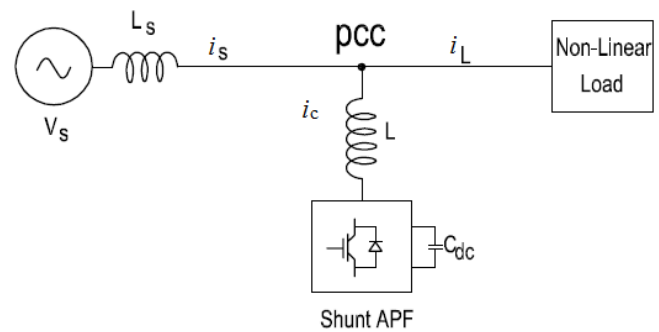 Ls
is
pcc
iL
Non-Linear
Load
Vs
ic
L
Cdc
Shunt APF